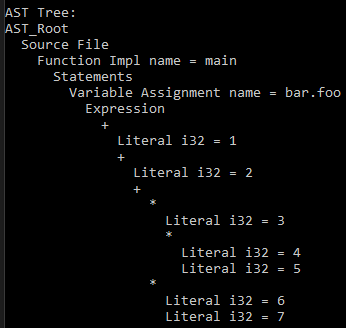 AST Tree:
AST_Root
  Source File
    Function Impl name = main
      Statements
        Variable Assignment name = bar.foo
          Expression
            +
              Literal i32 = 1
              +
                Literal i32 = 2
                +
                  *
                    Literal i32 = 3
                    *
                      Literal i32 = 4
                      Literal i32 = 5
                  *
                    Literal i32 = 6
                    Literal i32 = 7